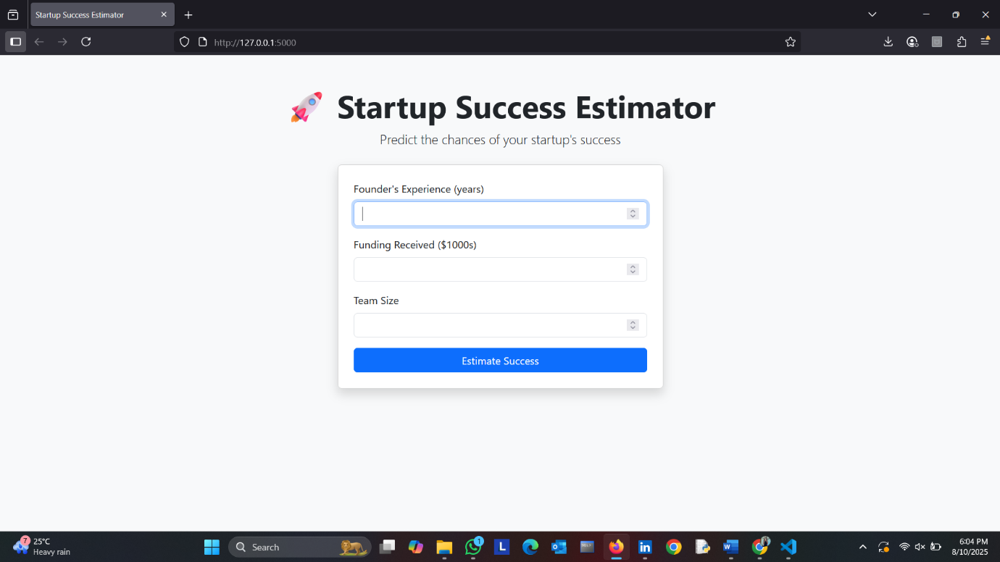 Startup Success Estimator
http://127.0.0.1:5000
🚀 Startup Success Estimator
Predict the chances of your startup's success
Founder's Experience (years)
Funding Received ($1000s)
Team Size
Estimate Success
7
25°C
Heavy rain
Search
1
L
6:04 PM
8/10/2025